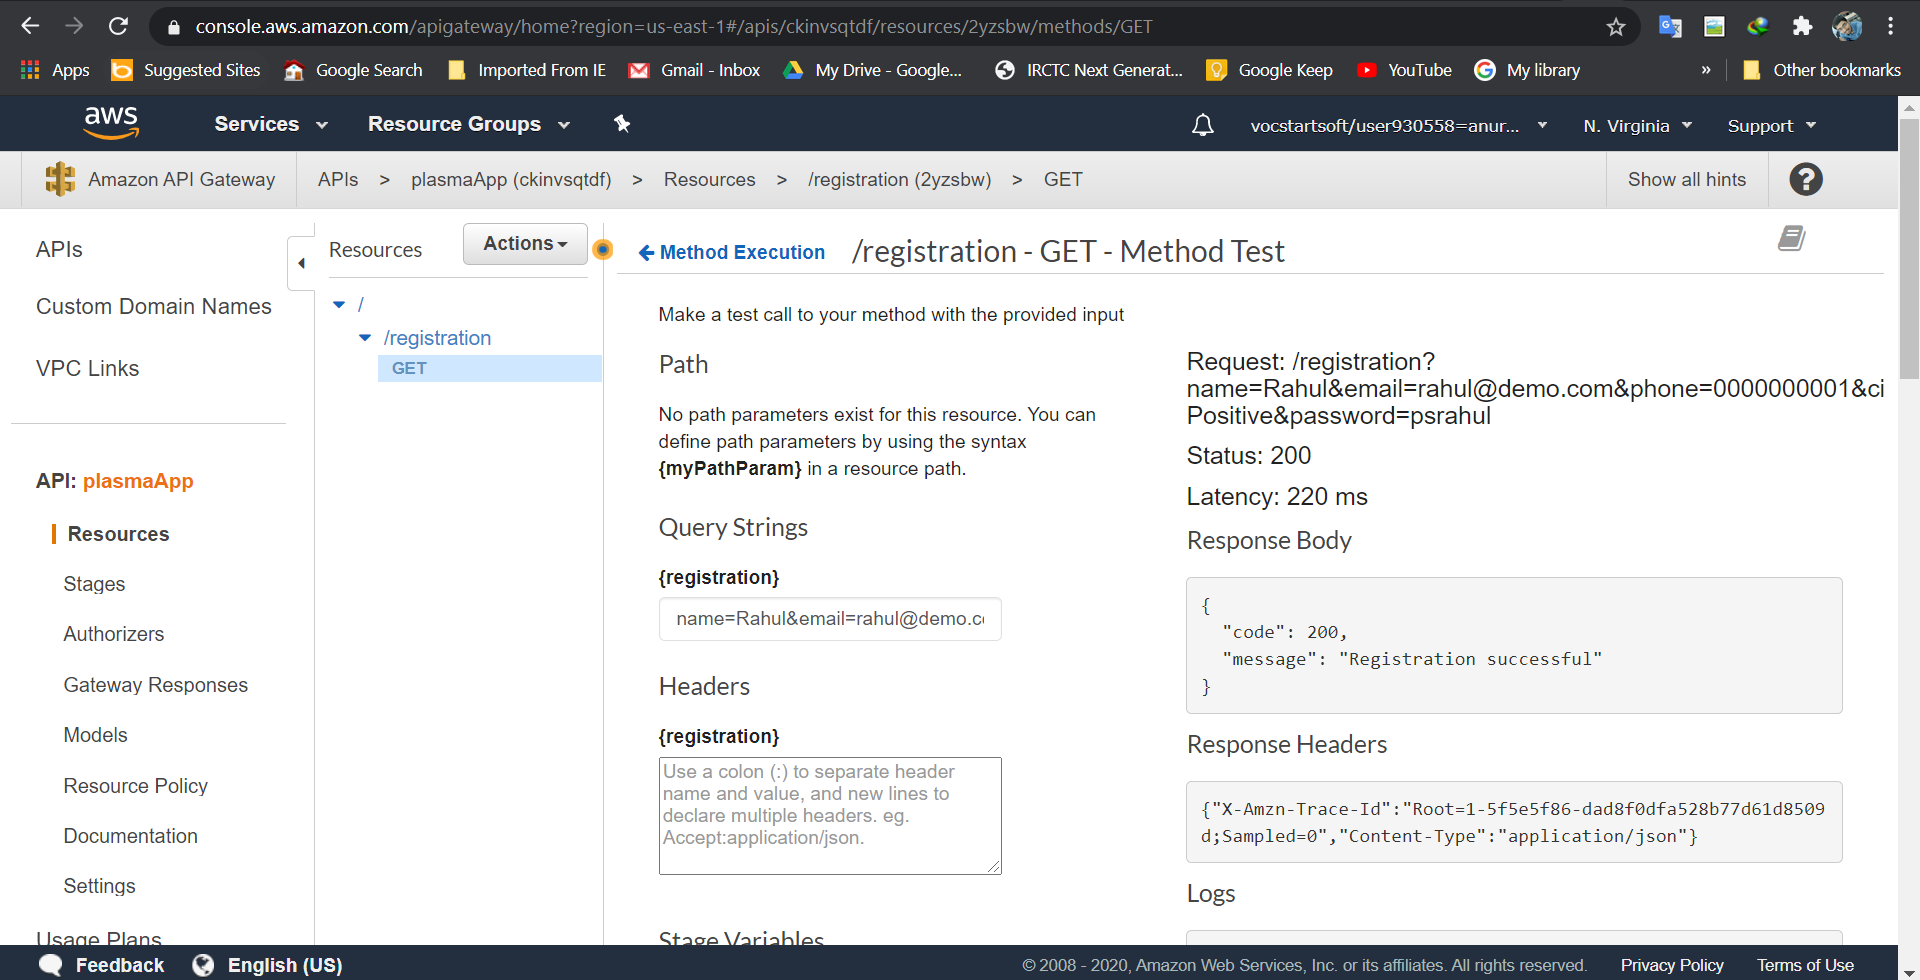 console.aws.amazon.com/apigateway/home?region=us-east-1#/apis/ckinvsqtdf/resources/2yzsbw/methods/GET
Apps Suggested Sites Google Search Imported From IE Gmail - Inbox My Drive - Google... IRCTC Next Generat... Google Keep YouTube My library » Other bookmarks
aws Services Resource Groups vocstartsoft/user930558=anur... N. Virginia Support
Amazon API Gateway APIs > plasmaApp (ckinvsqtdf) > Resources > /registration (2yzsbw) > GET Show all hints ?
APIs
Custom Domain Names
VPC Links
API: plasmaApp
Resources
Stages
Authorizers
Gateway Responses
Models
Resource Policy
Documentation
Settings
Usage Plans
Resources Actions
/
/registration
GET
Method Execution /registration - GET - Method Test
Make a test call to your method with the provided input
Path
No path parameters exist for this resource. You can
define path parameters by using the syntax
{myPathParam} in a resource path.
Query Strings
{registration}
name=Rahul&email=rahul@demo.co
Headers
{registration}
Use a colon (:) to separate header
name and value, and new lines to
declare multiple headers. eg.
Accept:application/json.
Stage Variables
Request: /registration?
name=Rahul&email=rahul@demo.com&phone=0000000001&ci
Positive&password=psrahul
Status: 200
Latency: 220 ms
Response Body
{
"code": 200,
"message": "Registration successful"
}
Response Headers
{"X-Amzn-Trace-Id":"Root=1-5f5e5f86-dad8f0dfa528b77d61d8509
d;Sampled=0","Content-Type":"application/json"}
Logs
Feedback English (US) © 2008 - 2020, Amazon Web Services, Inc. or its affiliates. All rights reserved. Privacy Policy Terms of Use